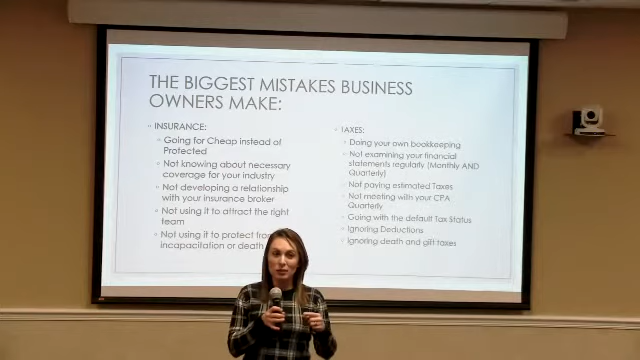 THE BIGGEST MISTAKES BUSINESS
OWNERS MAKE:
INSURANCE:
Going for Cheap instead of
Protected
Not knowing about necessary
coverage for your industry
Not developing a relationship
with your insurance broker
Not using it to attract the right
team
Not using it to protect from
incapacitation or death
TAXES:
Doing your own bookkeeping
Not examining your financial
statements regularly (Monthly AND
Quarterly)
Not paying estimated Taxes
Not meeting with your CPA
Quarterly
Going with the default Tax Status
Ignoring Deductions
Ignoring death and gift taxes